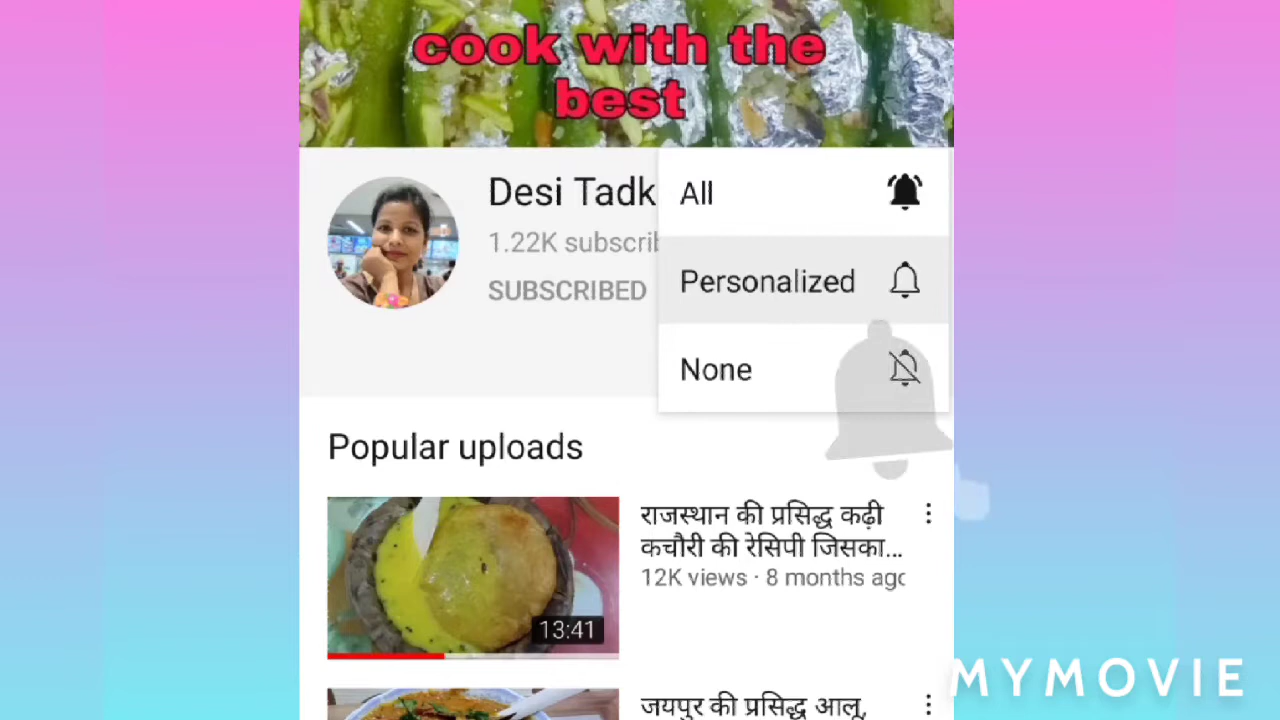 cook with the
best
Desi Tadk
All
1.22K subscrib
Personalized
SUBSCRIBED
None
Popular uploads
राजस्थान की प्रसिद्ध कढ़ी
कचौरी की रेसिपी जिसका...
12K views · 8 months ago
13:41
जयपुर की प्रसिद्ध आलू,
MYMOVIE